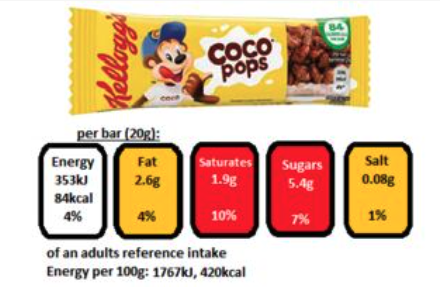 Kellogg's
COCO
pops
84
coco
per bar (20g):
Energy
353kJ
84kcal
4%
Fat
2.6g
4%
Saturates
1.9g
10%
Sugars
5.4g
7%
Salt
0.08g
1%
of an adults reference intake
Energy per 100g: 1767kJ, 420kcal